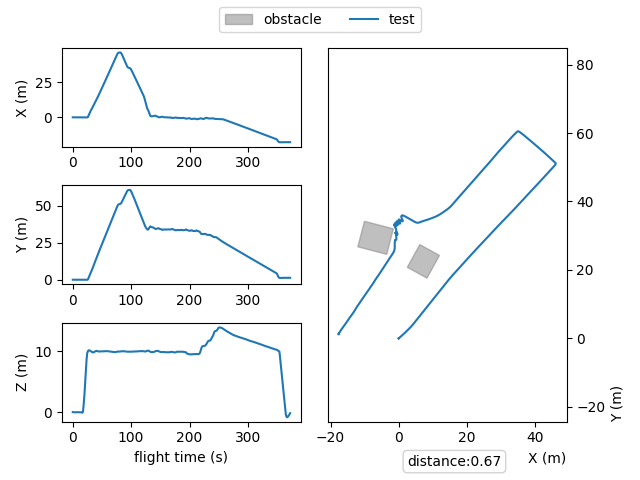 obstacle test
X (m)
25
0
0 100 200 300
Y (m)
50
25
0
0 100 200 300
Z (m)
10
0
0 100 200 300
flight time (s)
80
60
40
20
0
−20
Y (m)
−20 0 20 40
X (m)
distance:0.67